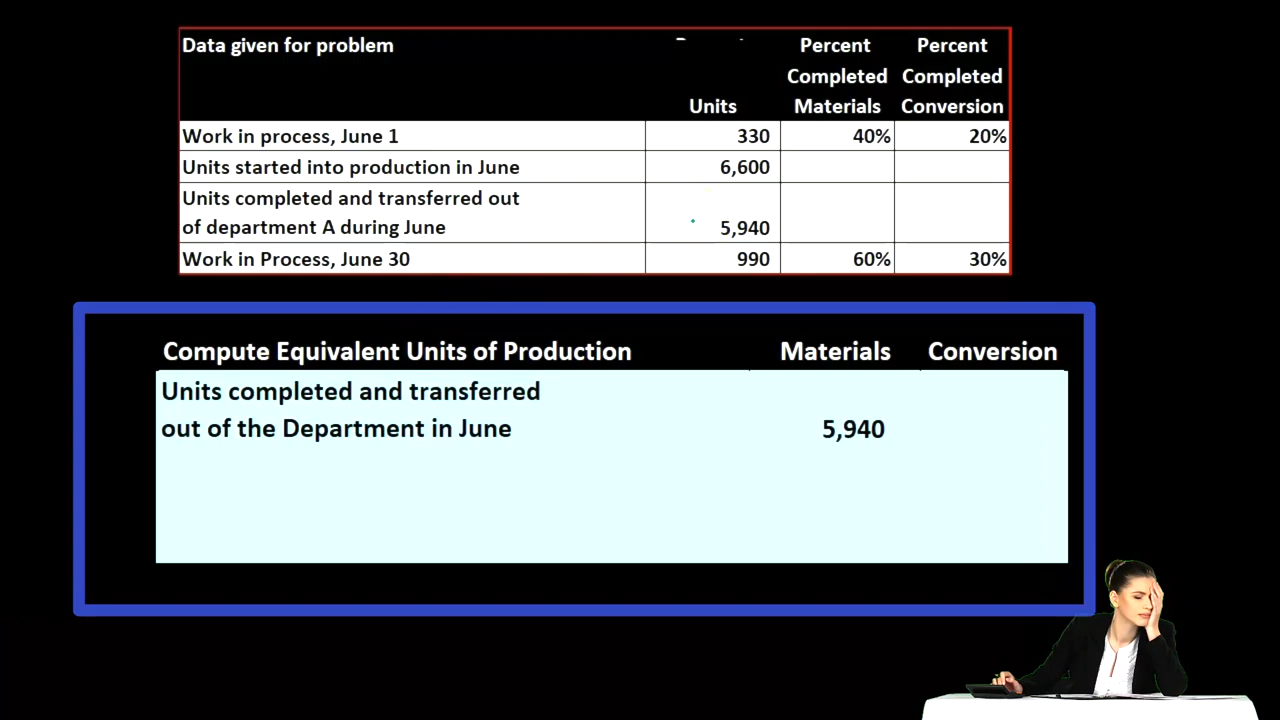 Data given for problem
Percent Percent
Completed Completed
Units Materials Conversion
Work in process, June 1 330 40% 20%
Units started into production in June 6,600
Units completed and transferred out
of department A during June 5,940
Work in Process, June 30 990 60% 30%
Compute Equivalent Units of Production Materials Conversion
Units completed and transferred
out of the Department in June 5,940